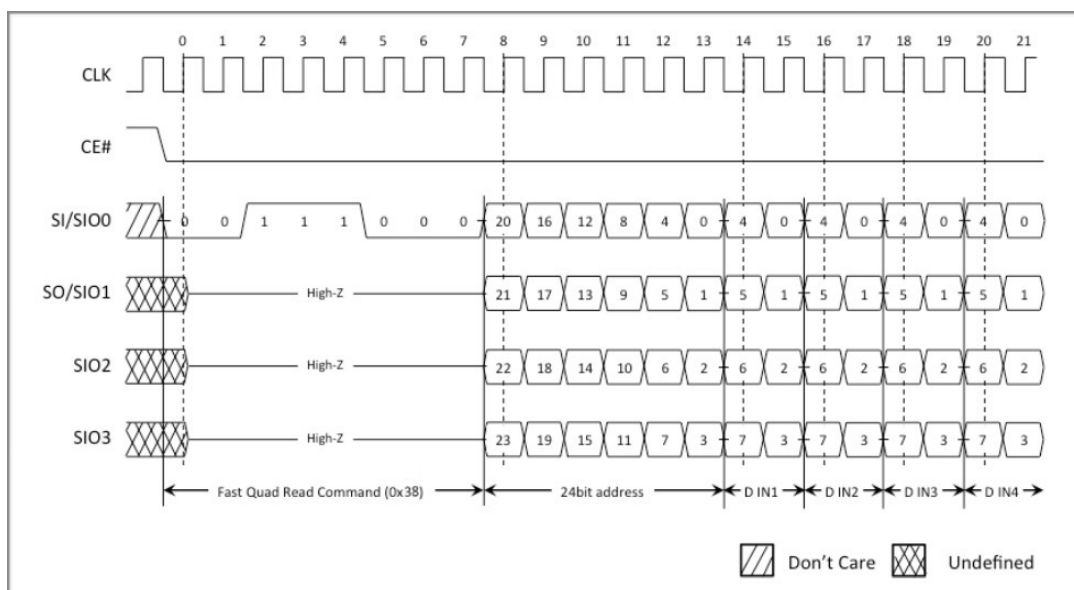 0 1 2 3 4 5 6 7 8 9 10 11 12 13 14 15 16 17 18 19 20 21
CLK
CE#
SI/SIO0 0 0 1 1 1 0 0 0 20 16 12 8 4 0 4 0 4 0 4 0 4 0
SO/SIO1 High-Z 21 17 13 9 5 1 5 1 5 1 5 1 5 1
SIO2 High-Z 22 18 14 10 6 2 6 2 6 2 6 2 6 2
SIO3 High-Z 23 19 15 11 7 3 7 3 7 3 7 3 7 3
Fast Quad Read Command (0x38) 24bit address D IN1 D IN2 D IN3 D IN4
Don't Care Undefined